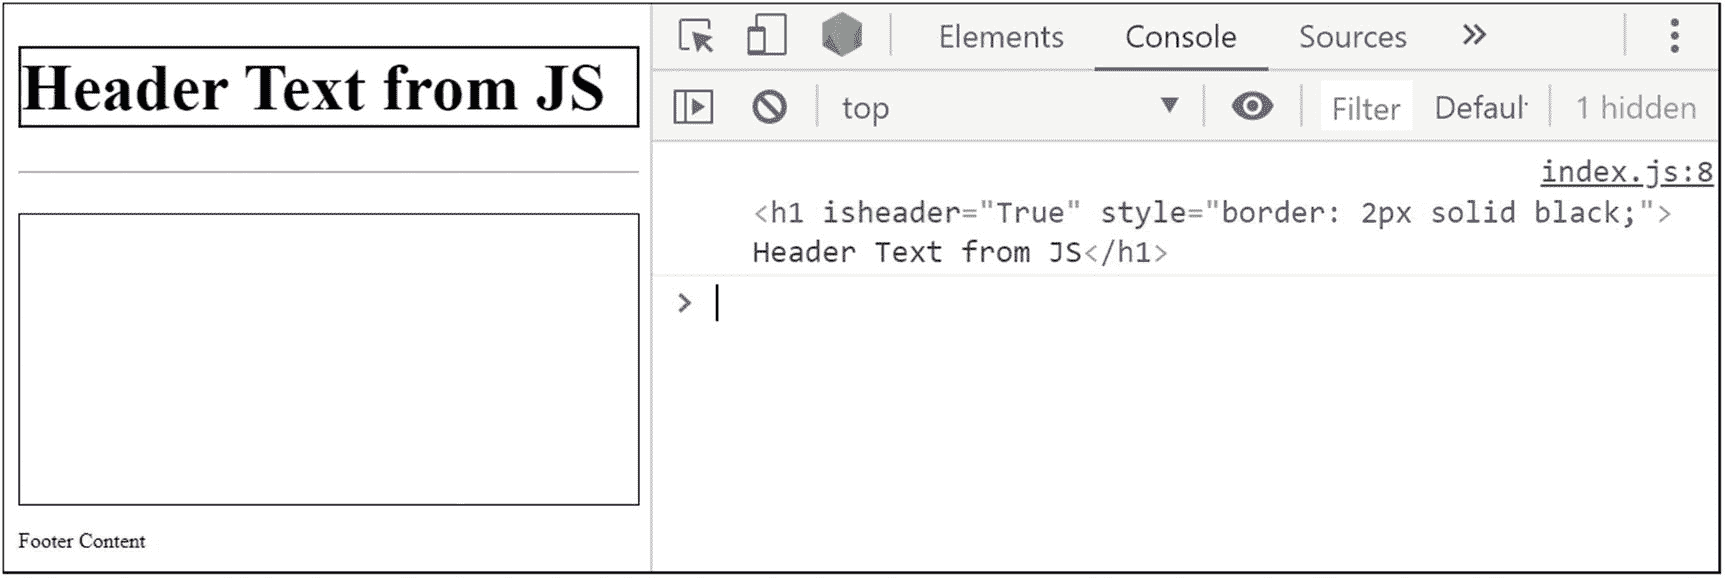 Header Text from JS
Footer Content
Elements Console Sources »
top Filter Defaul 1 hidden
index.js:8
<h1 isheader="True" style="border: 2px solid black;">
Header Text from JS</h1>
>